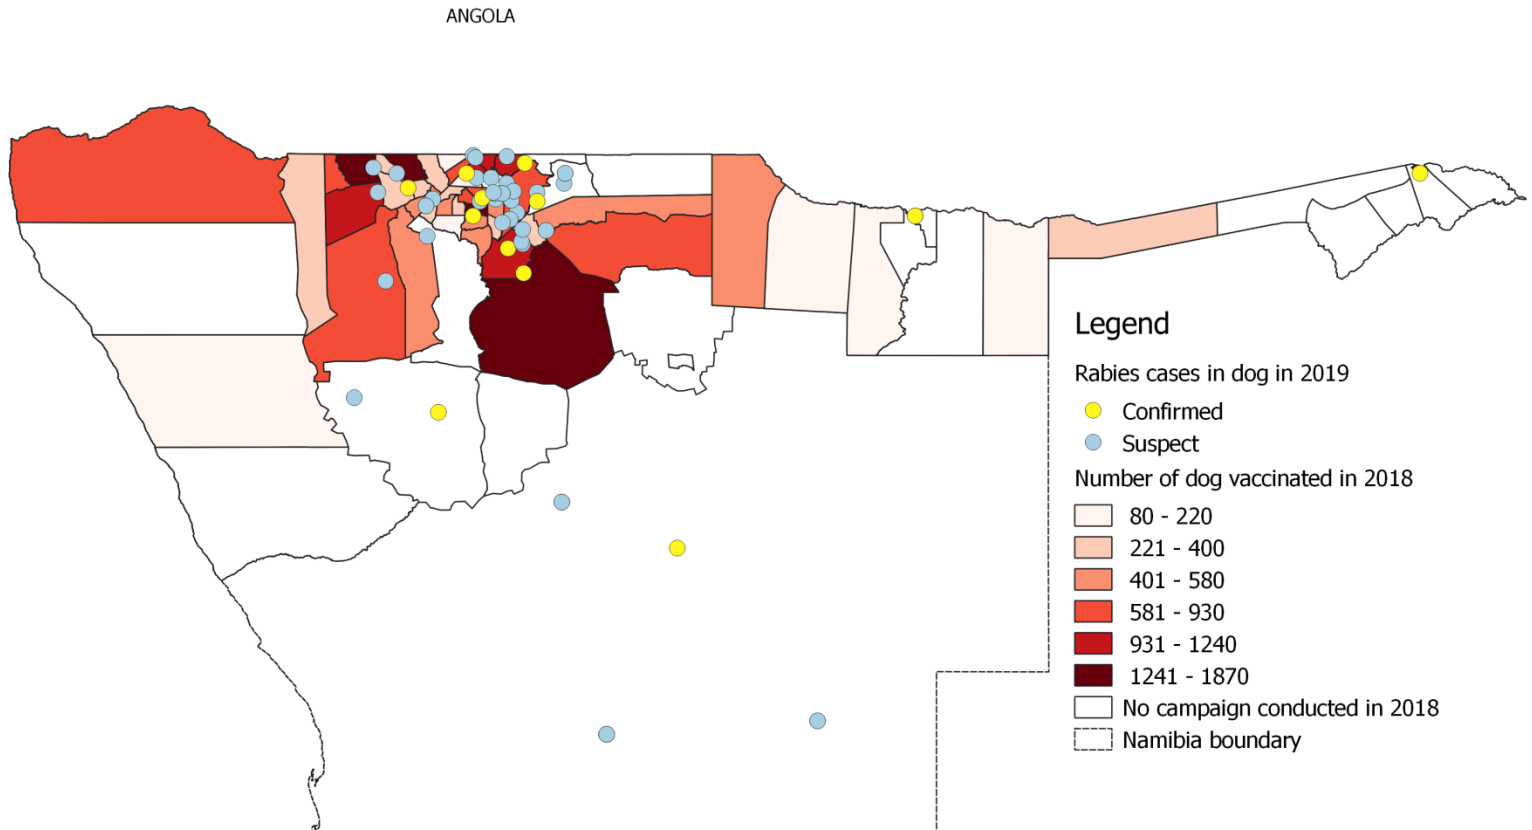 ANGOLA
Legend
Rabies cases in dog in 2019
Confirmed
Suspect
Number of dog vaccinated in 2018
80 - 220
221 - 400
401 - 580
581 - 930
931 - 1240
1241 - 1870
No campaign conducted in 2018
Namibia boundary